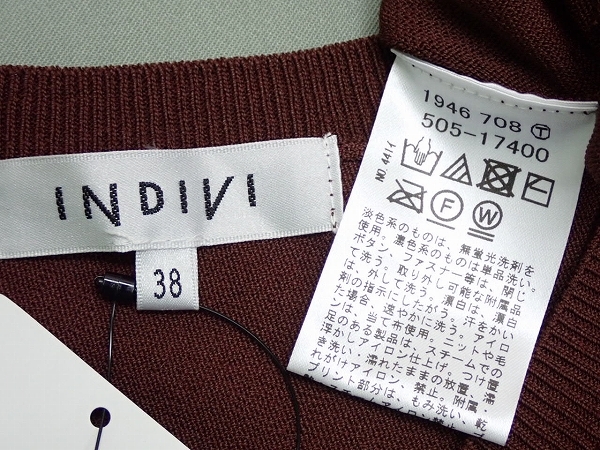 INDIVI
38
1946 708 Ⓣ
505-17400
NO. 441イ
F W
淡色系のものは、無蛍光洗剤を
使用。濃色系のものは単品洗い。
ボタン、ファスナー等は、閉じ
て洗う。取り外し可能な附属品
は、外して洗う。漂白は、漂白
剤の指示にしたがう。汗をかい
た場合、速やかに洗う。アイロ
ンは、当て布使用。ニットや毛
足のある製品は、スチームでの
浮かしアイロン仕上げ。つけ置
き洗い・濡れたままの放置、濡
れがけアイロン、禁止。附属・
プリント部分は、もみ洗い、乾